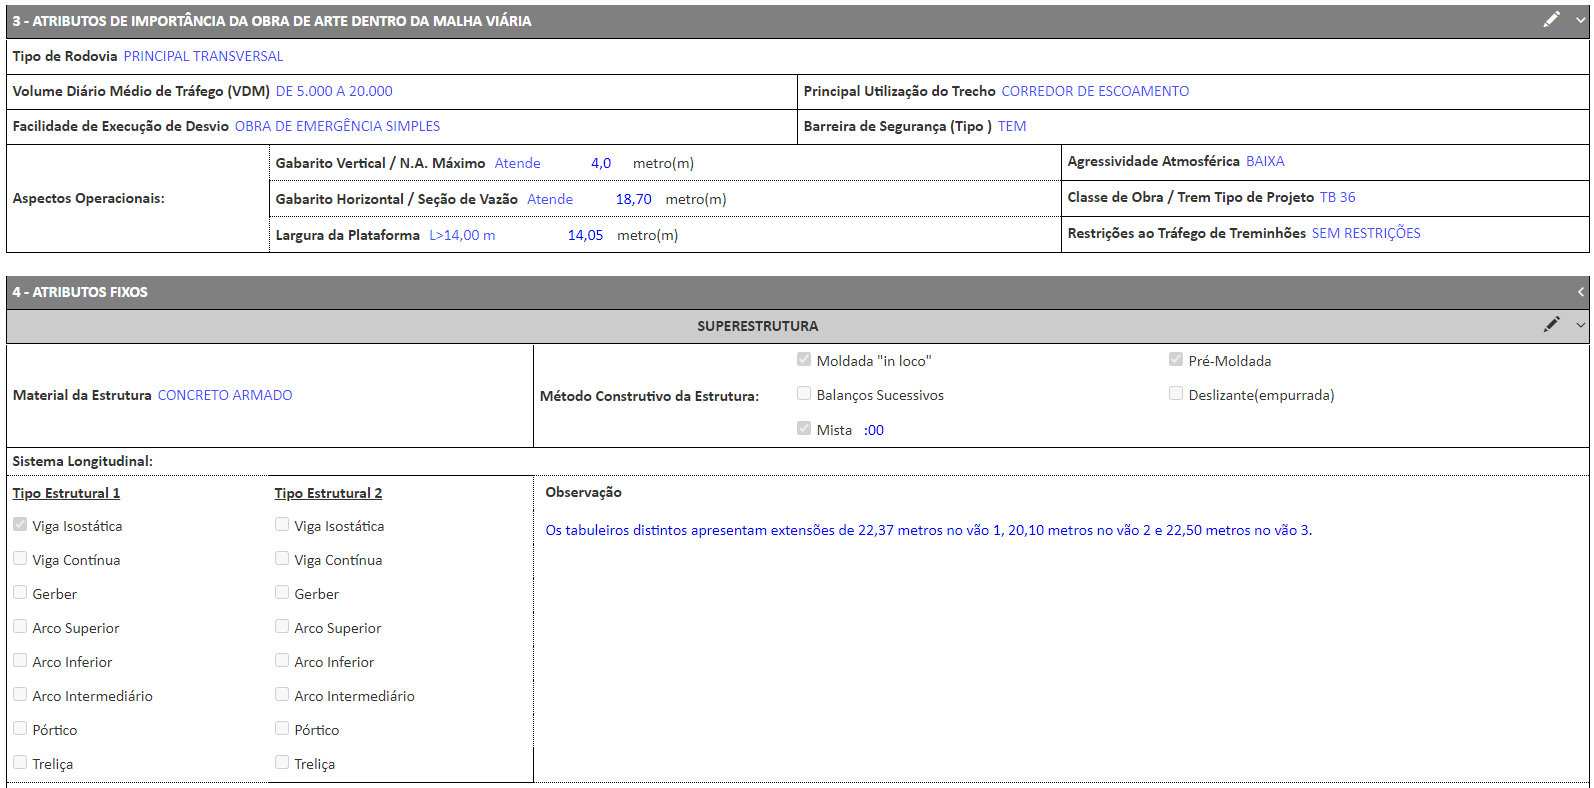 3 - ATRIBUTOS DE IMPORTÂNCIA DA OBRA DE ARTE DENTRO DA MALHA VIÁRIA
Tipo de Rodovia PRINCIPAL TRANSVERSAL
Volume Diário Médio de Tráfego (VDM) DE 5.000 A 20.000
Principal Utilização do Trecho CORREDOR DE ESCOAMENTO
Facilidade de Execução de Desvio OBRA DE EMERGÊNCIA SIMPLES
Barreira de Segurança (Tipo ) TEM
Aspectos Operacionais:
Gabarito Vertical / N.A. Máximo Atende 4,0 metro(m)
Agressividade Atmosférica BAIXA
Gabarito Horizontal / Seção de Vazão Atende 18,70 metro(m)
Classe de Obra / Trem Tipo de Projeto TB 36
Largura da Plataforma L>14,00 m 14,05 metro(m)
Restrições ao Tráfego de Treminhões SEM RESTRIÇÕES
4 - ATRIBUTOS FIXOS
SUPERESTRUTURA
Material da Estrutura CONCRETO ARMADO
Método Construtivo da Estrutura:
Moldada "in loco" Pré-Moldada
Balanços Sucessivos Deslizante(empurrada)
Mista :00
Sistema Longitudinal:
Tipo Estrutural 1 Tipo Estrutural 2 Observação
Viga Isostática Viga Isostática Os tabuleiros distintos apresentam extensões de 22,37 metros no vão 1, 20,10 metros no vão 2 e 22,50 metros no vão 3.
Viga Contínua Viga Contínua
Gerber Gerber
Arco Superior Arco Superior
Arco Inferior Arco Inferior
Arco Intermediário Arco Intermediário
Pórtico Pórtico
Treliça Treliça